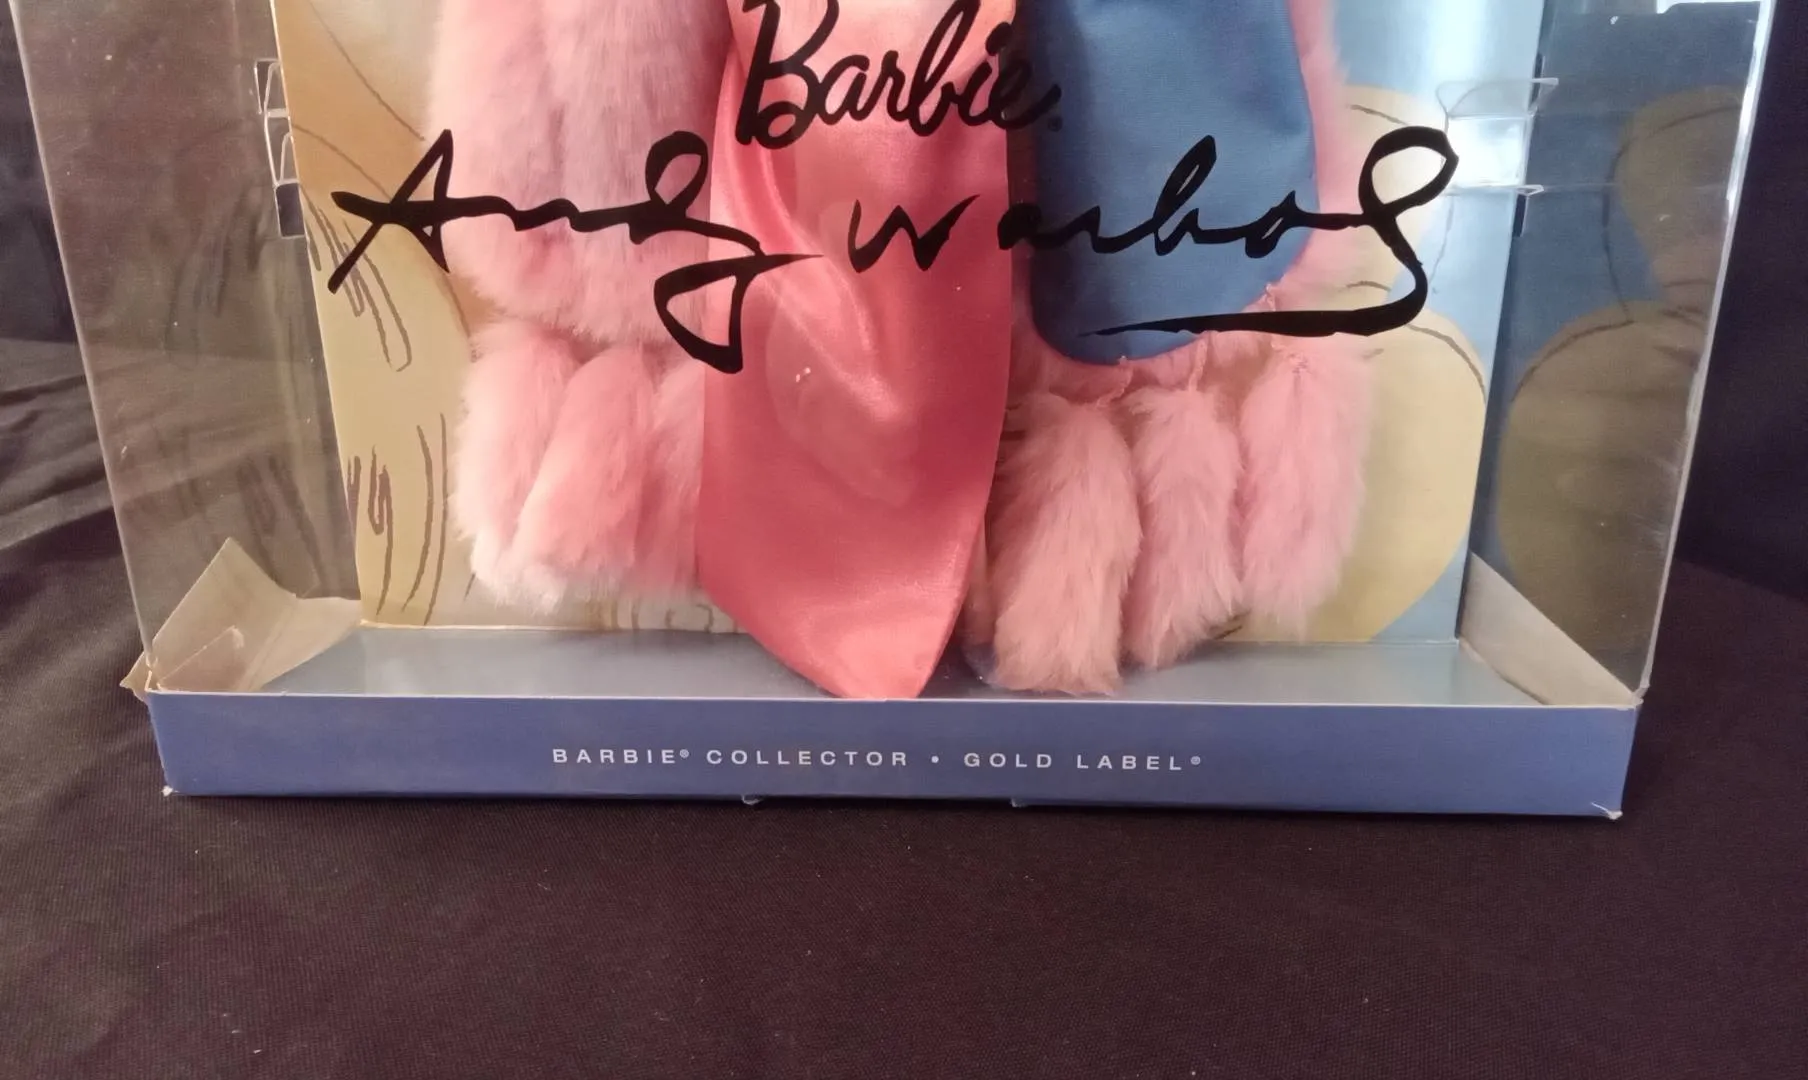 Barbie.
Andy Warhol
BARBIE® COLLECTOR • GOLD LABEL®